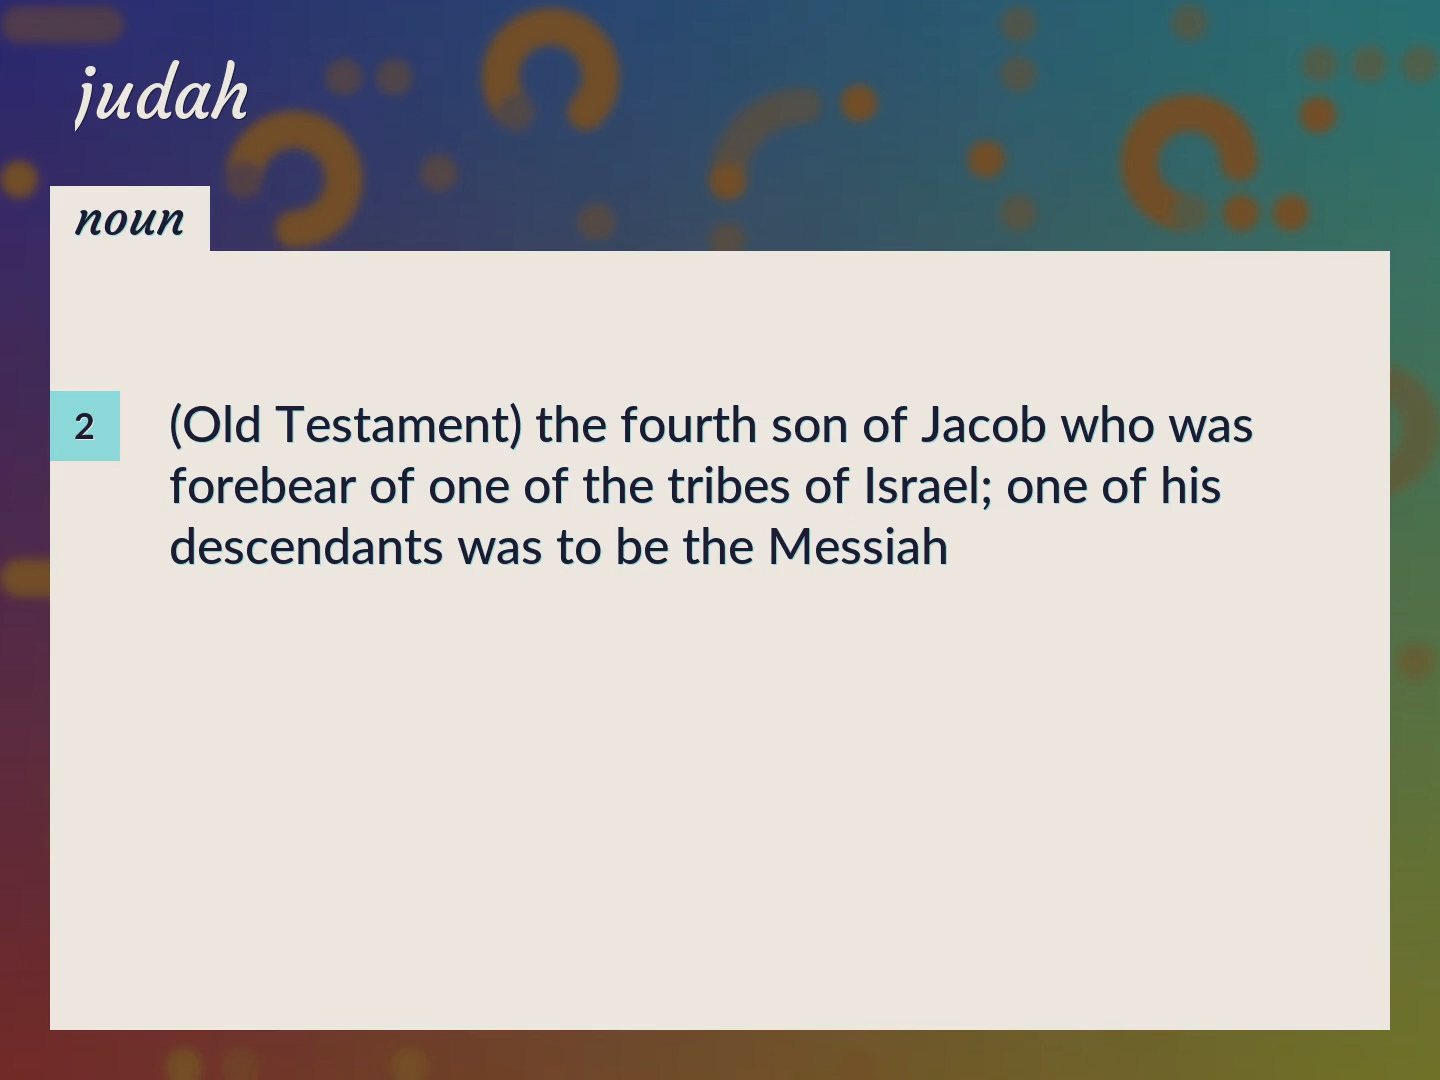 judah
noun
2
(Old Testament) the fourth son of Jacob who was
forebear of one of the tribes of Israel; one of his
descendants was to be the Messiah